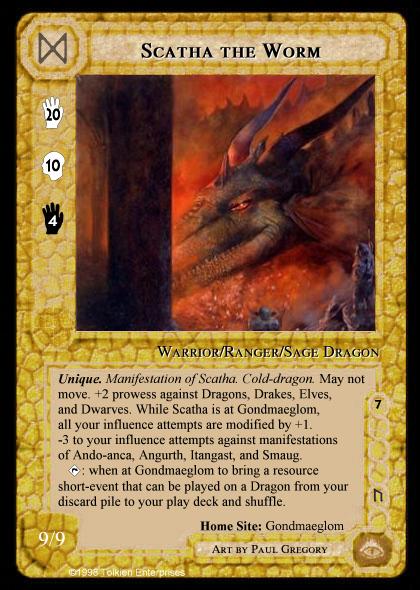 SCATHA THE WORM
20
10
4
WARRIOR/RANGER/SAGE DRAGON
Unique. Manifestation of Scatha. Cold-dragon. May not
move. +2 prowess against Dragons, Drakes, Elves,
and Dwarves. While Scatha is at Gondmaeglom,
all your influence attempts are modified by +1.
-3 to your influence attempts against manifestations
of Ando-anca, Angurth, Itangast, and Smaug.
: when at Gondmaeglom to bring a resource
short-event that can be played on a Dragon from your
discard pile to your play deck and shuffle.
7
Home Site: Gondmaeglom
9/9
ART BY PAUL GREGORY
©1998 Tolkien Enterprises